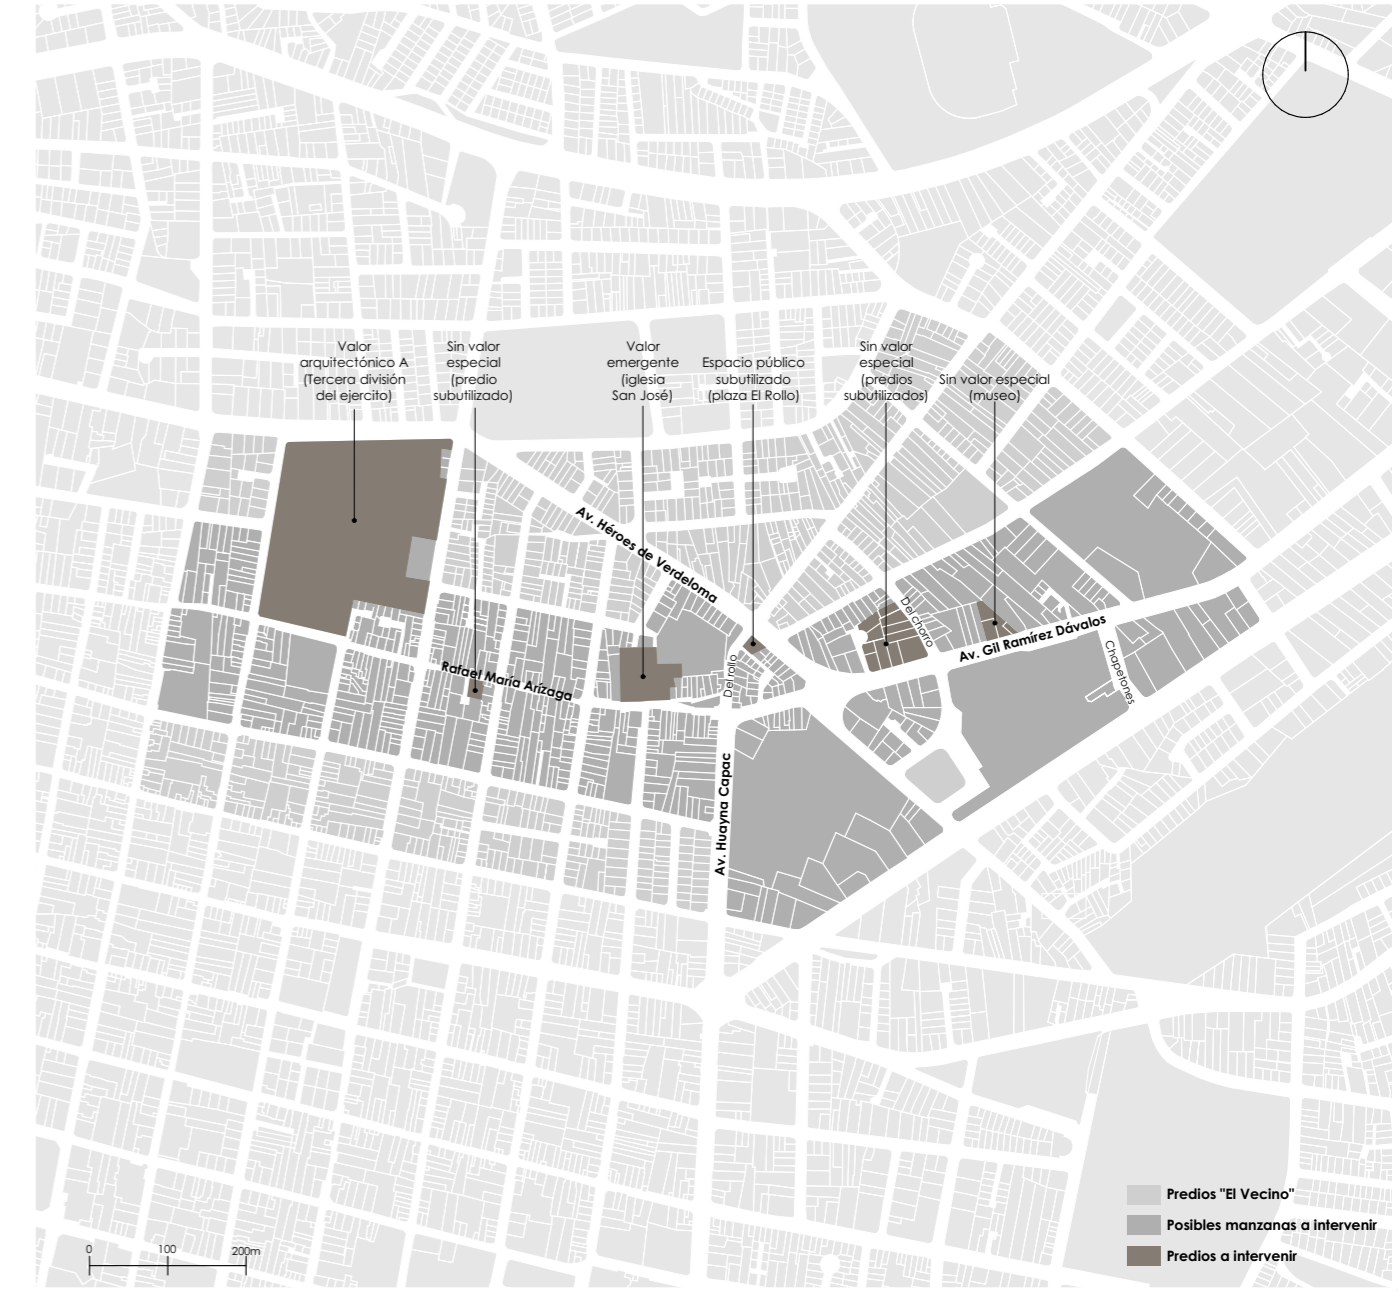 Valor
arquitectónico A
(Tercera división
del ejercito)
Sin valor
especial
(predio
subutilizado)
Valor
emergente
(iglesia
San José)
Espacio público
subutilizado
(plaza El Rollo)
Sin valor
especial
(predios
subutilizados)
Sin valor especial
(museo)
Av. Héroes de Verdeloma
Del chorro
Av. Gil Ramírez Dávalos
Chapetones
Del rollo
Rafael María Arízaga
Av. Huayna Capac
Predios "El Vecino"
Posibles manzanas a intervenir
Predios a intervenir
0 100 200m